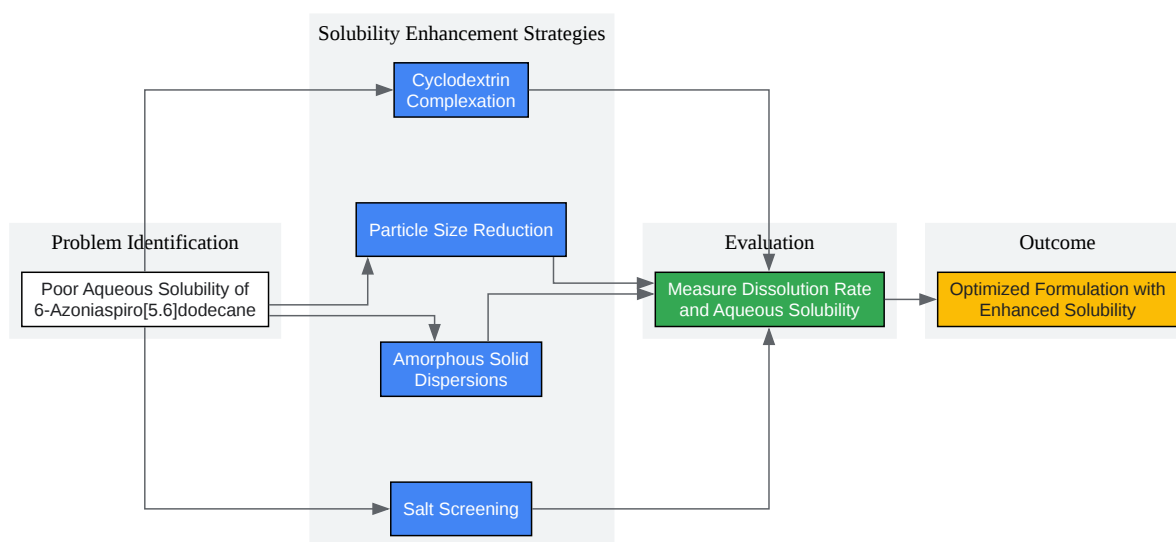 Solubility Enhancement Strategies
Cyclodextrin
Complexation
Particle Size Reduction
Problem Identification
Poor Aqueous Solubility of
6-Azoniaspiro[5.6]dodecane
Amorphous Solid
Dispersions
Salt Screening
Evaluation
Measure Dissolution Rate
and Aqueous Solubility
Outcome
Optimized Formulation with
Enhanced Solubility